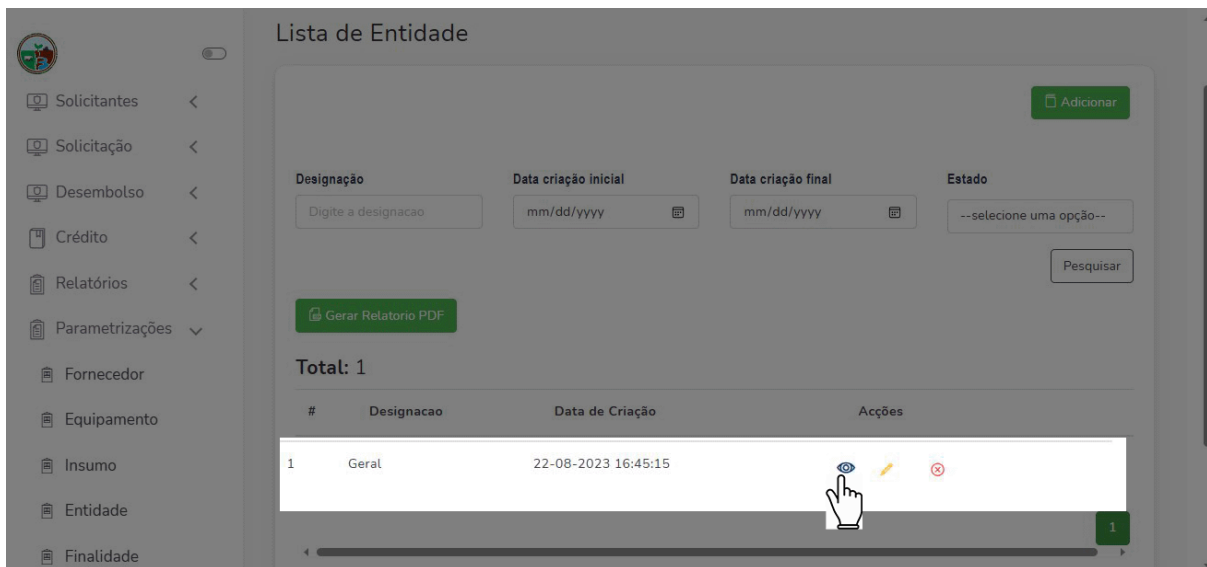 Lista de Entidade
Solicitantes
Adicionar
Solicitação
Designação Data criação inicial Data criação final Estado
Desembolso
Digite a designacao mm/dd/yyyy mm/dd/yyyy --selecione uma opção--
Crédito
Pesquisar
Relatórios
Gerar Relatorio PDF
Parametrizações
Total: 1
Fornecedor
# Designacao Data de Criação Acções
Equipamento
1 Geral 22-08-2023 16:45:15
Insumo
Entidade
1
Finalidade